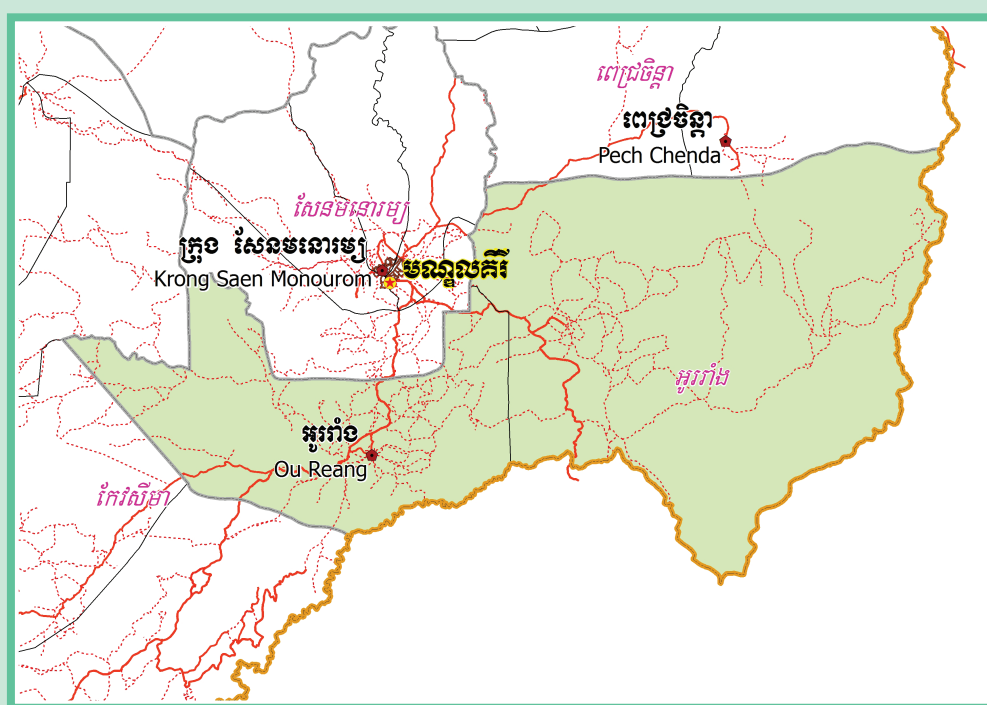 ពេជ្រចិន្តា
ពេជ្រចិន្តា
Pech Chenda
សែនមនោរម្យ
ក្រុង សែនមនោរម្យ
Krong Saen Monourom
មណ្ឌលគិរី
អូររាំង
អូររាំង
Ou Reang
កែវសីមា